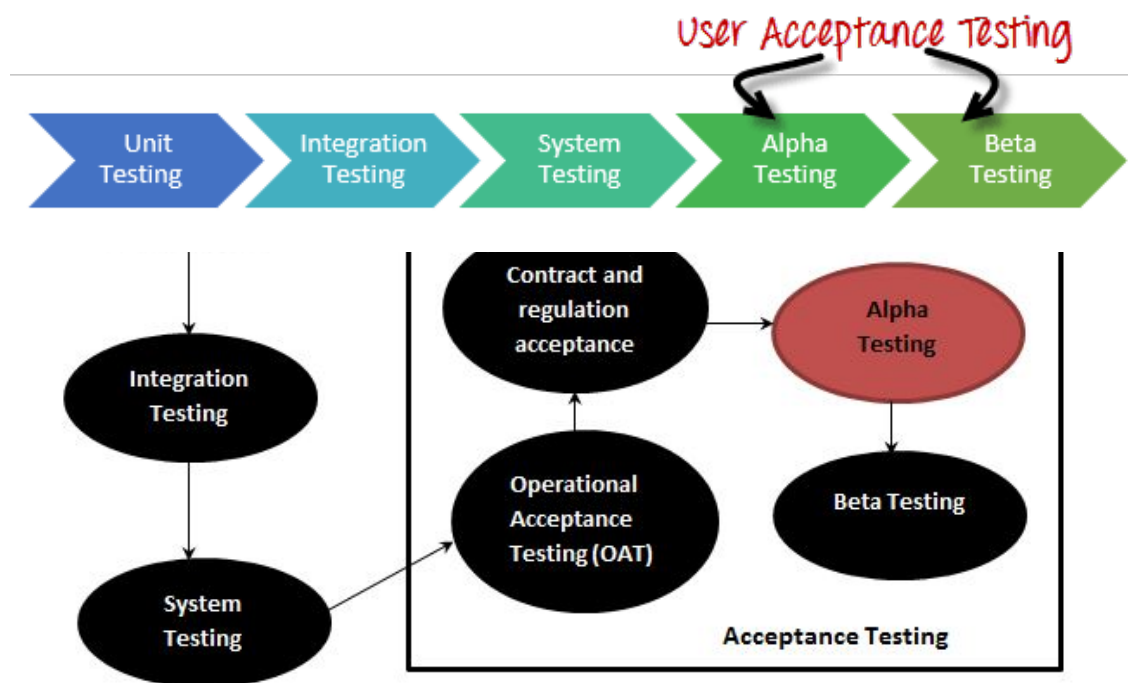 User Acceptance Testing
Unit
Testing
Integration
Testing
System
Testing
Alpha
Testing
Beta
Testing
Contract and
regulation
acceptance
Alpha
Testing
Integration
Testing
Operational
Acceptance
Testing (OAT)
Beta Testing
System
Testing
Acceptance Testing